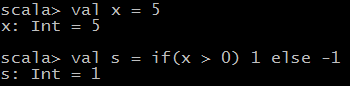 scala> val x = 5
x: Int = 5
scala> val s = if(x > 0) 1 else -1
s: Int = 1